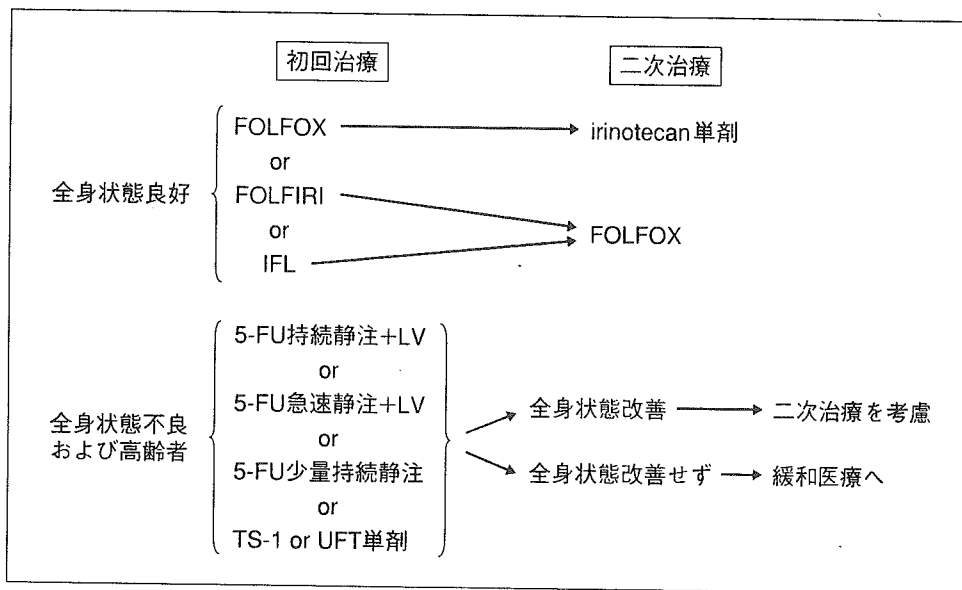 初回治療
二次治療
全身状態良好
FOLFOX
or
FOLFIRI
or
IFL
irinotecan単剤
FOLFOX
全身状態不良
および高齢者
5-FU持続静注+LV
or
5-FU急速静注+LV
or
5-FU少量持続静注
or
TS-1 or UFT単剤
全身状態改善
二次治療を考慮
全身状態改善せず
緩和医療へ